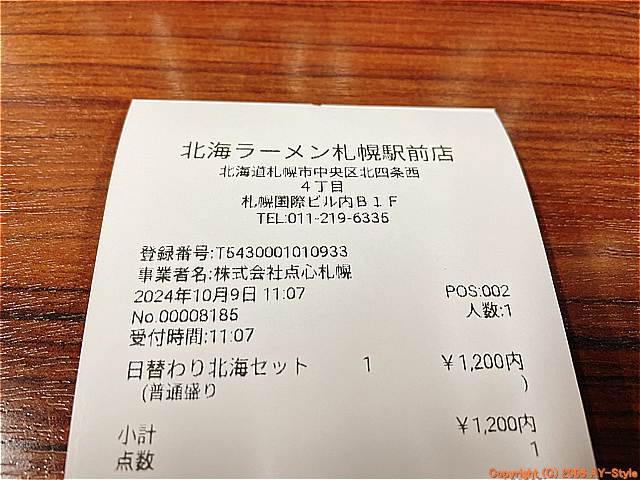 北海ラーメン札幌駅前店
北海道札幌市中央区北四条西
4丁目
札幌国際ビル内B1F
TEL:011-219-6335
登録番号:T5430001010933
事業者名:株式会社点心札幌
2024年10月9日 11:07 POS:002
No.00008185 人数:1
受付時間:11:07
日替わり北海セット 1 ¥1,200内
(普通盛り )
小計 ¥1,200内
点数 1
Copyright (C) 2006 AY-Style